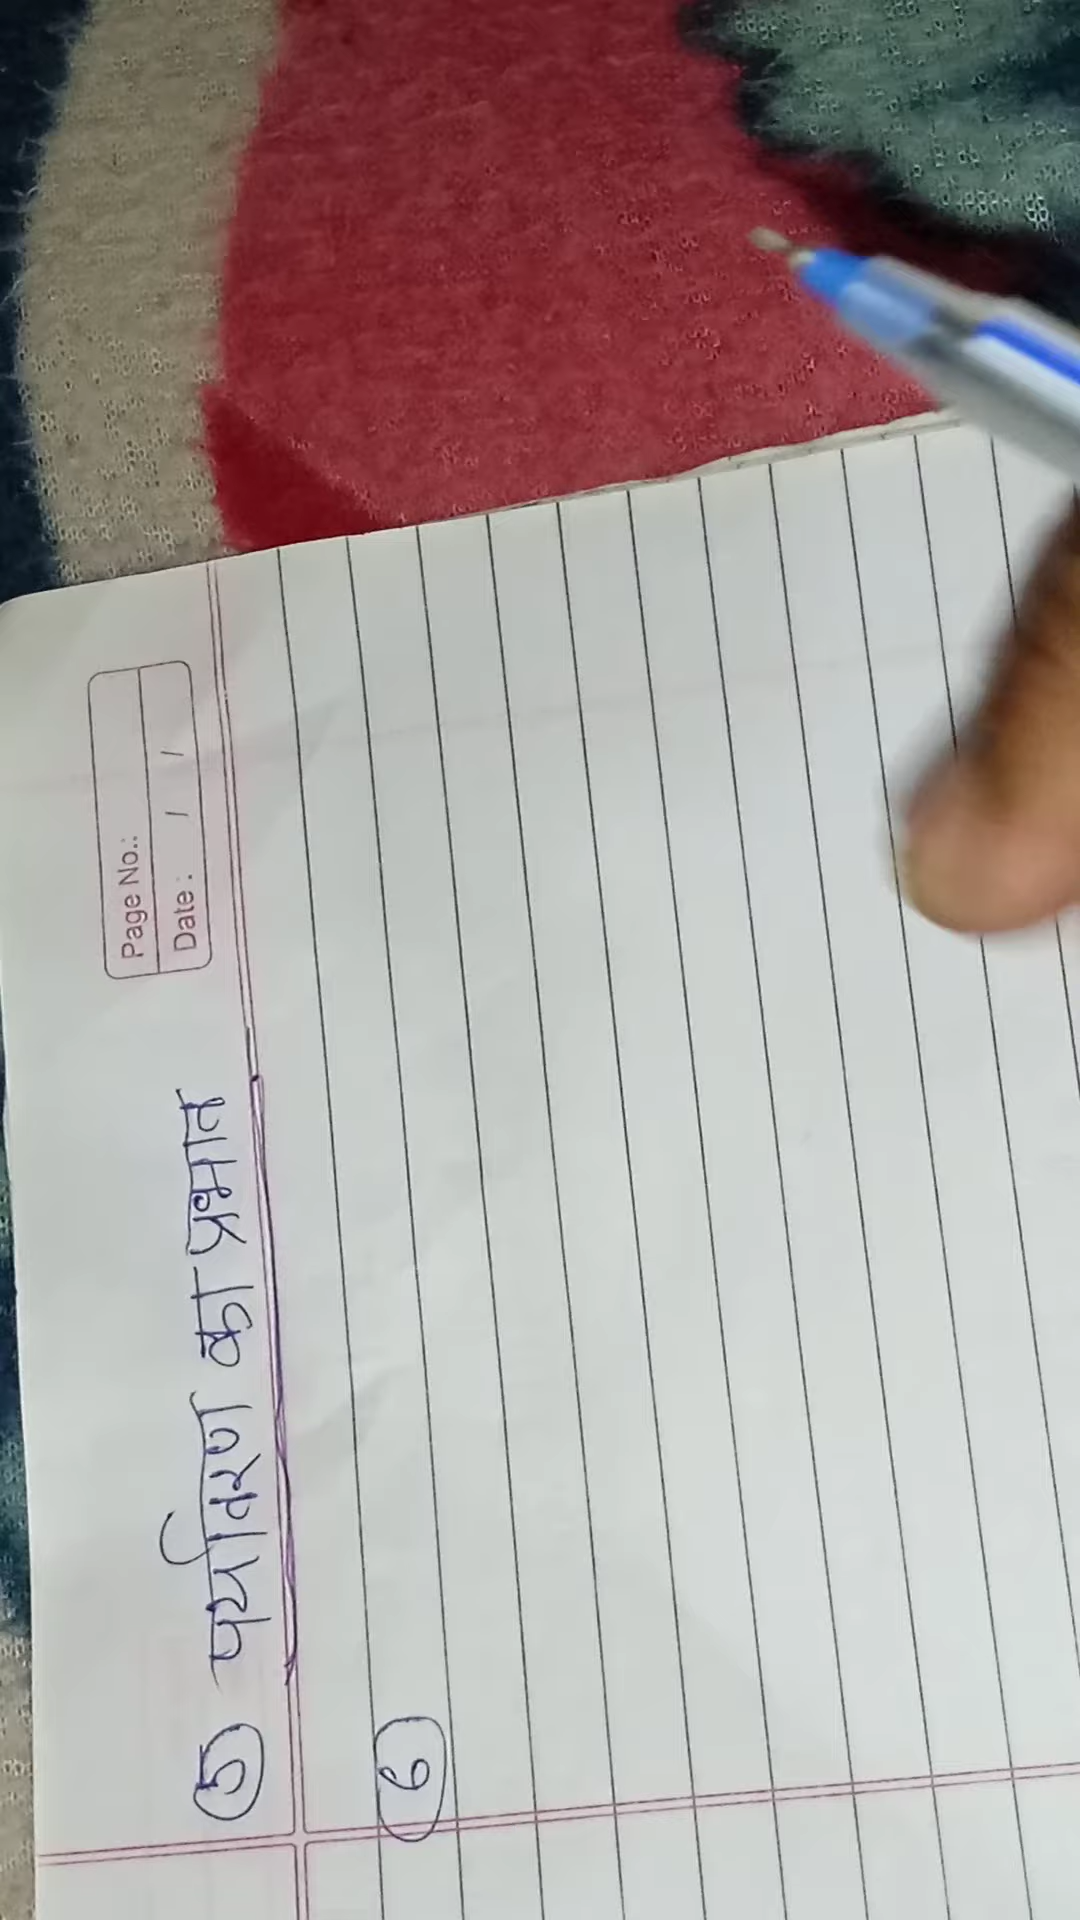 Page No.:
Date : / /
⑤ पर्यावरण का प्रभाव
⑥